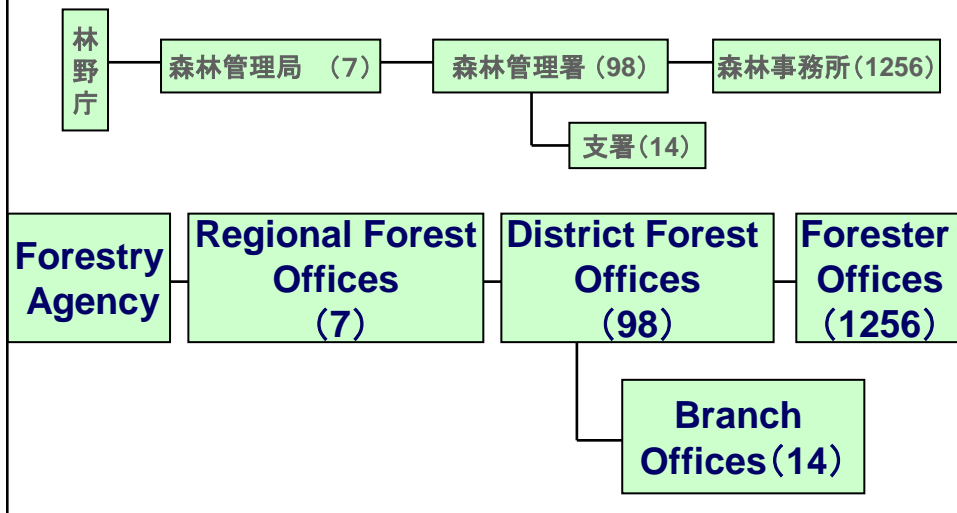 林
野
庁
森林管理局 （7）
森林管理署（98）
森林事務所（1256）
支署（14）
Forestry
Agency
Regional Forest
Offices
（7）
District Forest
Offices
（98）
Forester
Offices
（1256）
Branch
Offices（14）